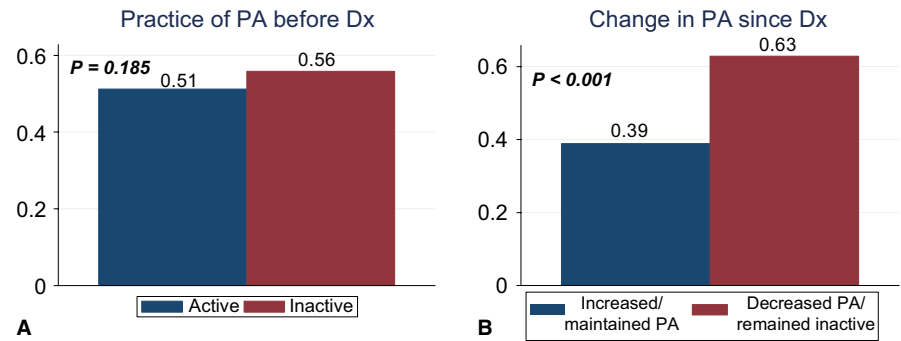 Practice of PA before Dx
P = 0.185
0.51
0.56
0.6
0.4
0.2
0
Active
Inactive
A
Change in PA since Dx
P < 0.001
0.39
0.63
0.6
0.4
0.2
0
Increased/
maintained PA
Decreased PA/
remained inactive
B